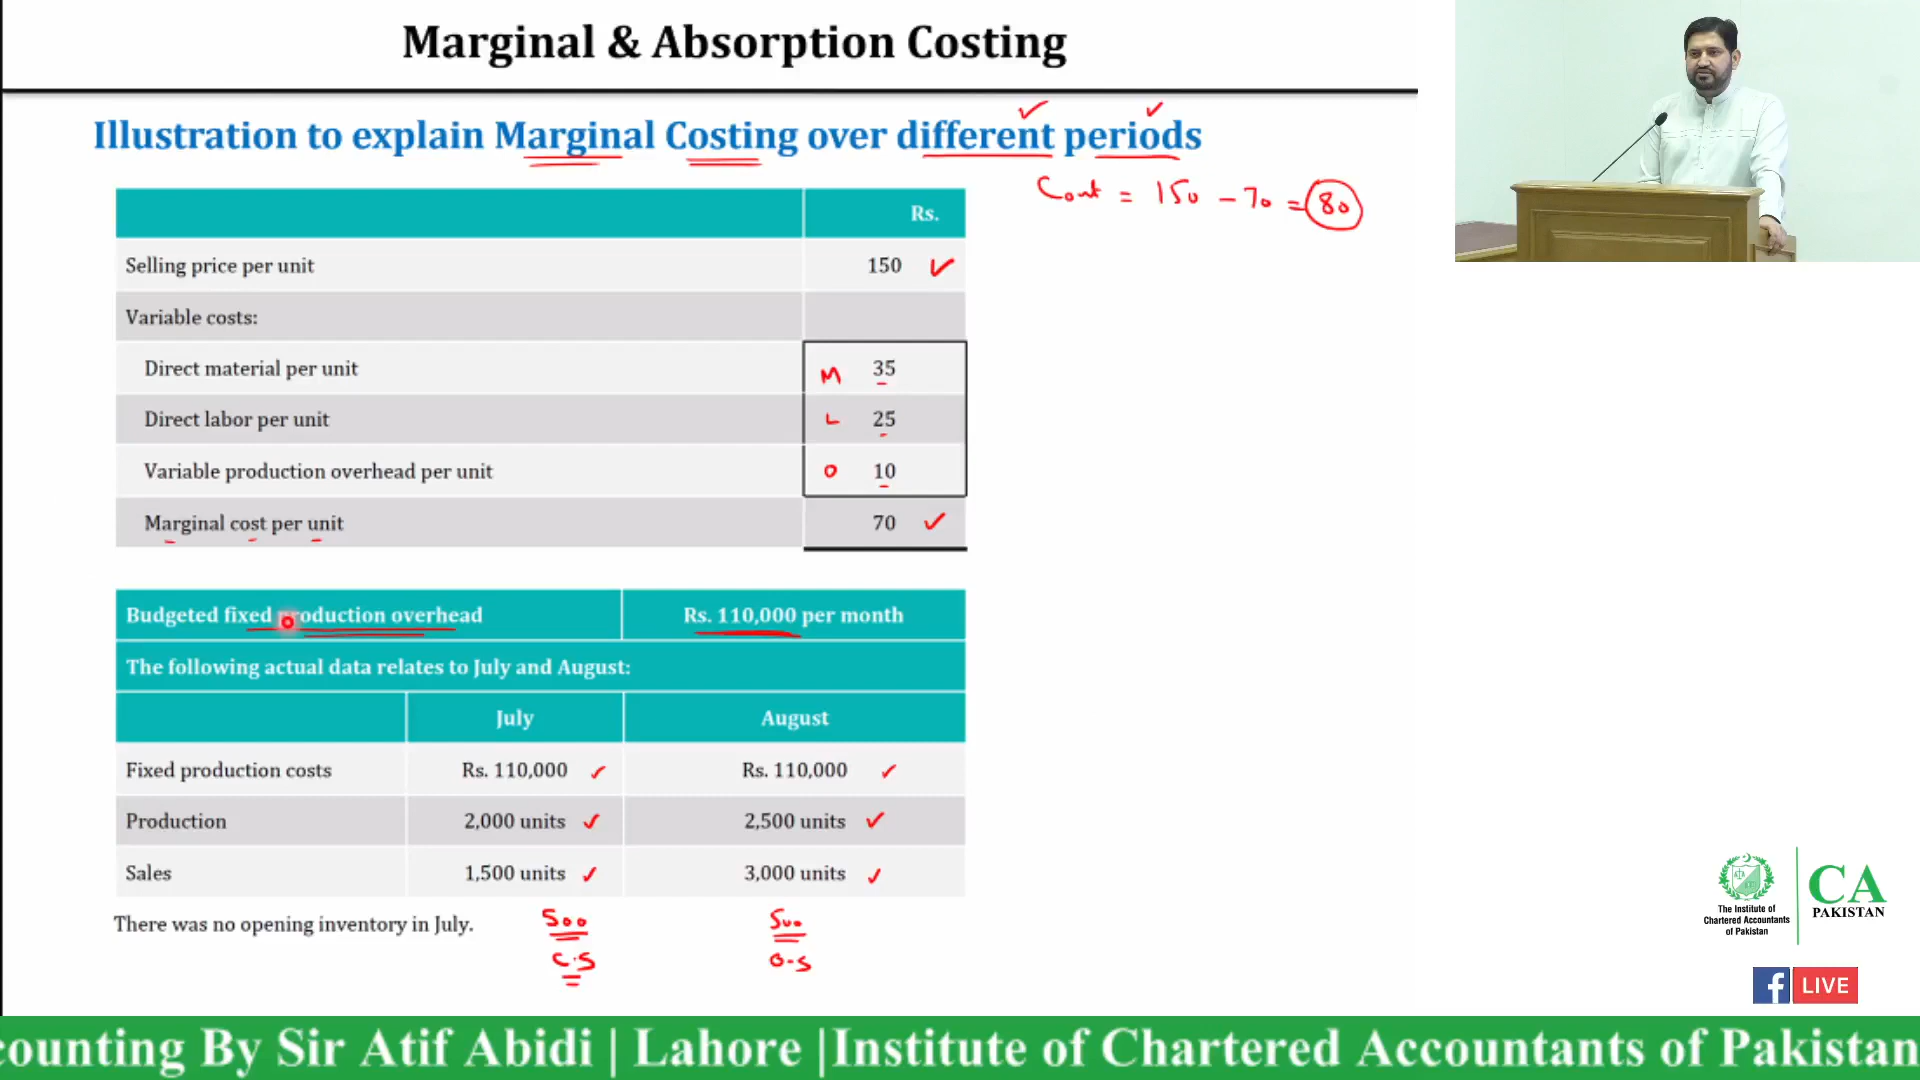 Marginal & Absorption Costing
Illustration to explain Marginal Costing over different periods
Cont = 150 - 70 = 80
Rs.
Selling price per unit 150
Variable costs:
Direct material per unit M 35
Direct labor per unit L 25
Variable production overhead per unit O 10
Marginal cost per unit 70
Budgeted fixed production overhead Rs. 110,000 per month
The following actual data relates to July and August:
July August
Fixed production costs Rs. 110,000 Rs. 110,000
Production 2,000 units 2,500 units
Sales 1,500 units 3,000 units
There was no opening inventory in July. 500 500
C.S O.S
The Institute of
Chartered Accountants
of Pakistan
CA
PAKISTAN
f LIVE
counting By Sir Atif Abidi | Lahore |Institute of Chartered Accountants of Pakistan